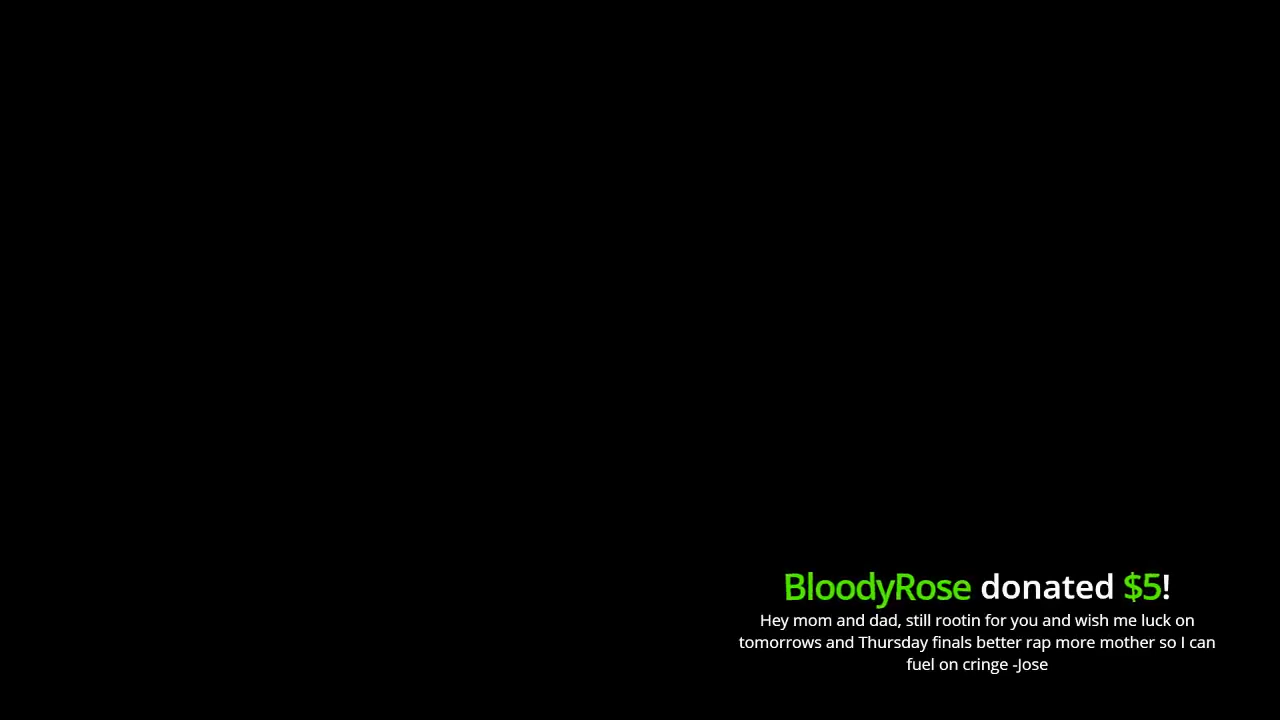 BloodyRose donated $5!
Hey mom and dad, still rootin for you and wish me luck on
tomorrows and Thursday finals better rap more mother so I can
fuel on cringe -Jose